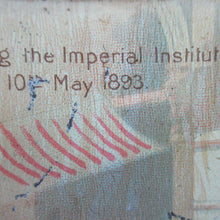 the Imperial Institut
10TH May 1893.